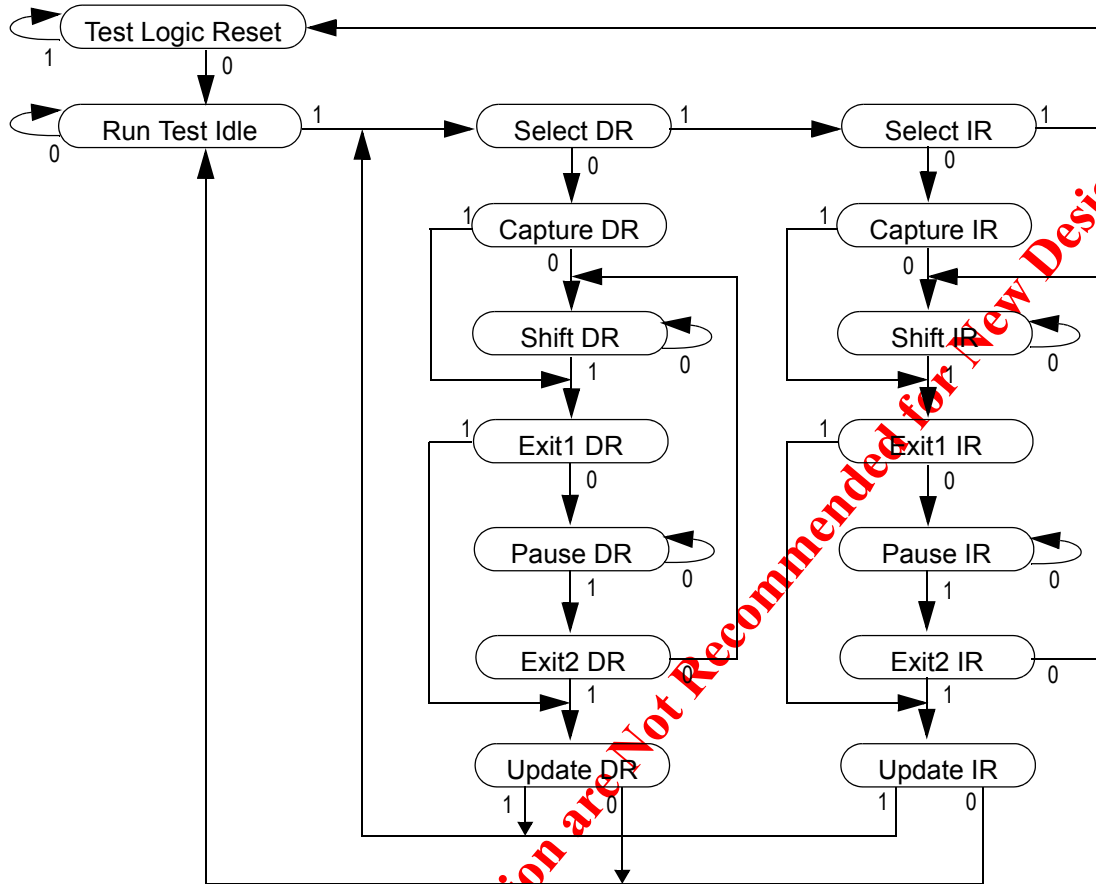 Test Logic Reset
1
0
Run Test Idle
1
0
Select DR
1
0
Select IR
1
0
1
Capture DR
0
1
Capture IR
0
Shift DR
0
1
Shift IR
0
1
1
Exit1 DR
0
1
Exit1 IR
0
Pause DR
0
1
Pause IR
0
1
Exit2 DR
0
1
Exit2 IR
0
1
Update DR
1
0
Update IR
1
0
ion are Not Recommended for New Desi